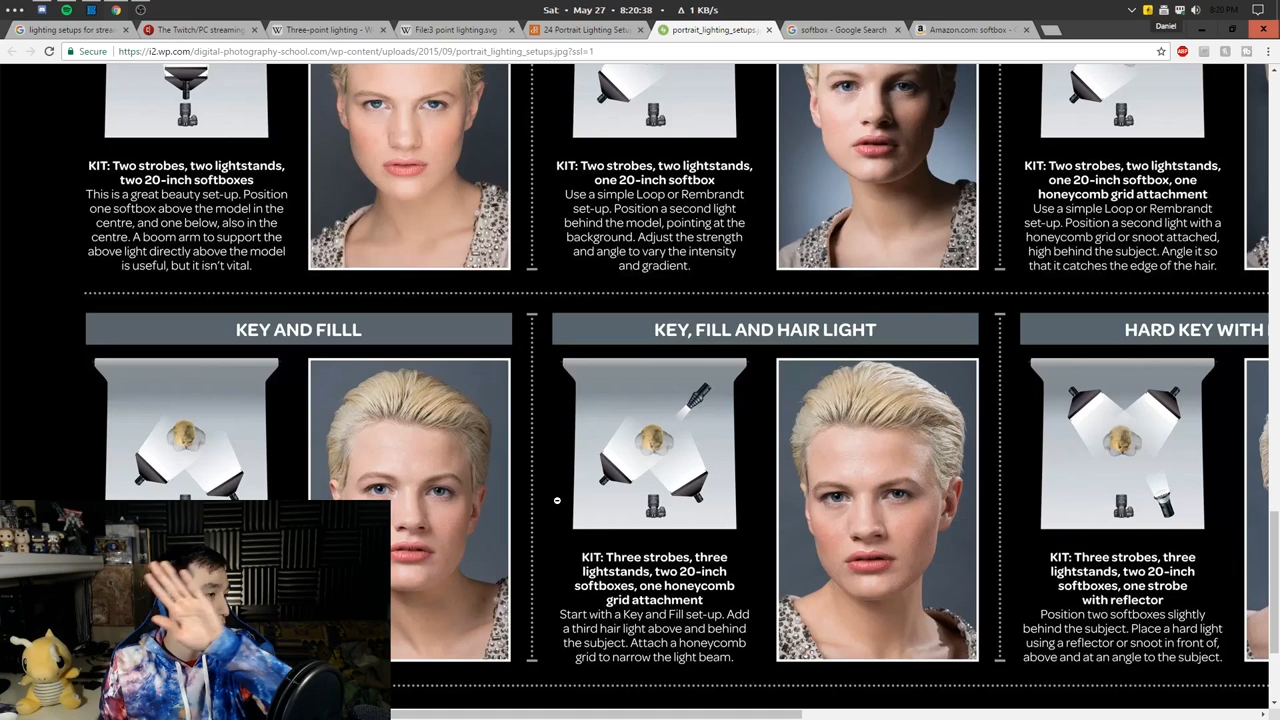 Sat • May 27 • 8:20:38 • Δ 1 KB/s
8:20 PM
lighting setups for strea
The Twitch/PC streaming
Three-point lighting - W
File:3 point lighting.svg -
24 Portrait Lighting Setu
portrait_lighting_setups.j
softbox - Google Search
Amazon.com: softbox - C
Daniel
Secure
https://i2.wp.com/digital-photography-school.com/wp-content/uploads/2015/09/portrait_lighting_setups.jpg?ssl=1
ABP
KIT: Two strobes, two lightstands,
two 20-inch softboxes
This is a great beauty set-up. Position
one softbox above the model in the
centre, and one below, also in the
centre. A boom arm to support the
above light directly above the model
is useful, but it isn't vital.
KIT: Two strobes, two lightstands,
one 20-inch softbox
Use a simple Loop or Rembrandt
set-up. Position a second light
behind the model, pointing at the
background. Adjust the strength
and angle to vary the intensity
and gradient.
KIT: Two strobes, two lightstands,
one 20-inch softbox, one
honeycomb grid attachment
Use a simple Loop or Rembrandt
set-up. Position a second light with a
honeycomb grid or snoot attached,
high behind the subject. Angle it so
that it catches the edge of the hair.
KEY AND FILLL
KEY, FILL AND HAIR LIGHT
HARD KEY WITH
KIT: Three strobes, three
lightstands, two 20-inch
softboxes, one honeycomb
grid attachment
Start with a Key and Fill set-up. Add
a third hair light above and behind
the subject. Attach a honeycomb
grid to narrow the light beam.
KIT: Three strobes, three
lightstands, two 20-inch
softboxes, one strobe
with reflector
Position two softboxes slightly
behind the subject. Place a hard light
using a reflector or snoot in front of,
above and at an angle to the subject.